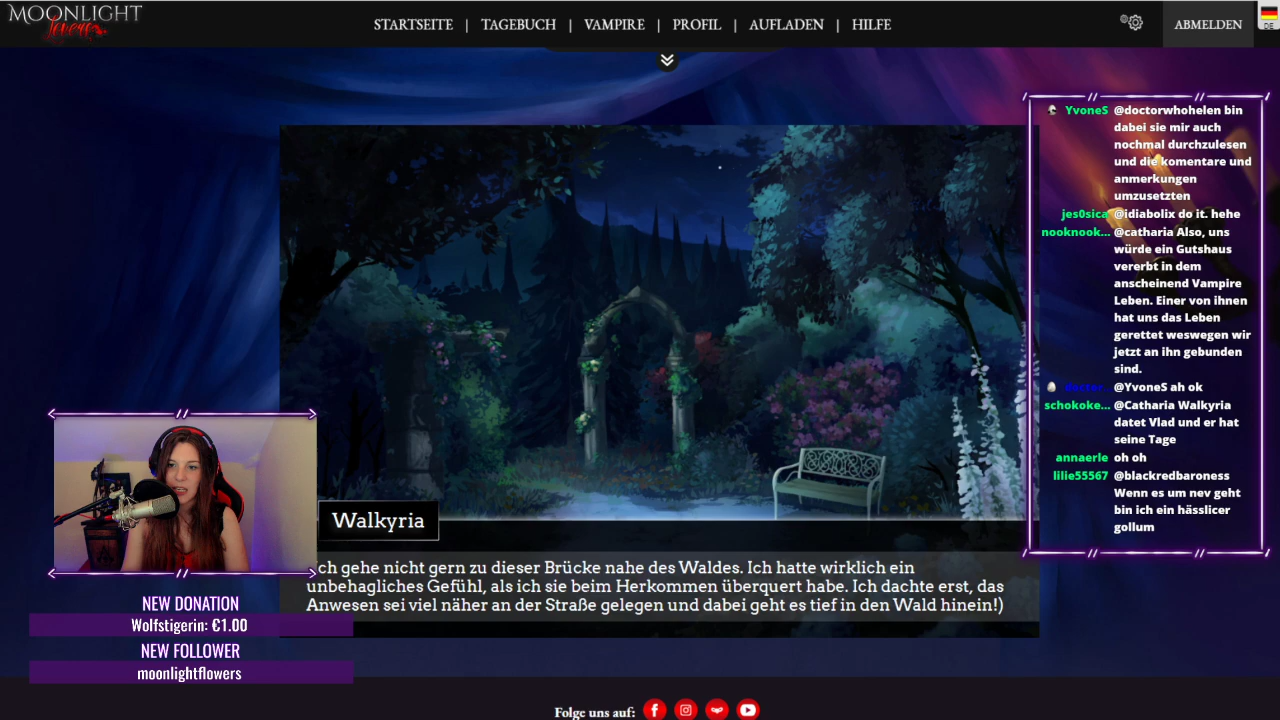 MOONLIGHT
Lovers
STARTSEITE | TAGEBUCH | VAMPIRE | PROFIL | AUFLADEN | HILFE
ABMELDEN
DE
YvoneS @doctorwhohelen bin
dabei sie mir auch
nochmal durchzulesen
und die komentare und
anmerkungen
umzusetzten
jes0sica @idiabolix do it. hehe
nooknook... @catharia Also, uns
würde ein Gutshaus
vererbt in dem
anscheinend Vampire
Leben. Einer von ihnen
hat uns das Leben
gerettet weswegen wir
jetzt an ihn gebunden
sind.
doctor... @YvoneS ah ok
schokoke... @Catharia Walkyria
datet Vlad und er hat
seine Tage
annaerle oh oh
lilie55567 @blackredbaroness
Wenn es um nev geht
bin ich ein hässlicer
gollum
Walkyria
ch gehe nicht gern zu dieser Brücke nahe des Waldes. Ich hatte wirklich ein
unbehagliches Gefühl, als ich sie beim Herkommen überquert habe. Ich dachte erst, das
Anwesen sei viel näher an der Straße gelegen und dabei geht es tief in den Wald hinein!)
NEW DONATION
Wolfstigerin: €1.00
NEW FOLLOWER
moonlightflowers
Folge uns auf: